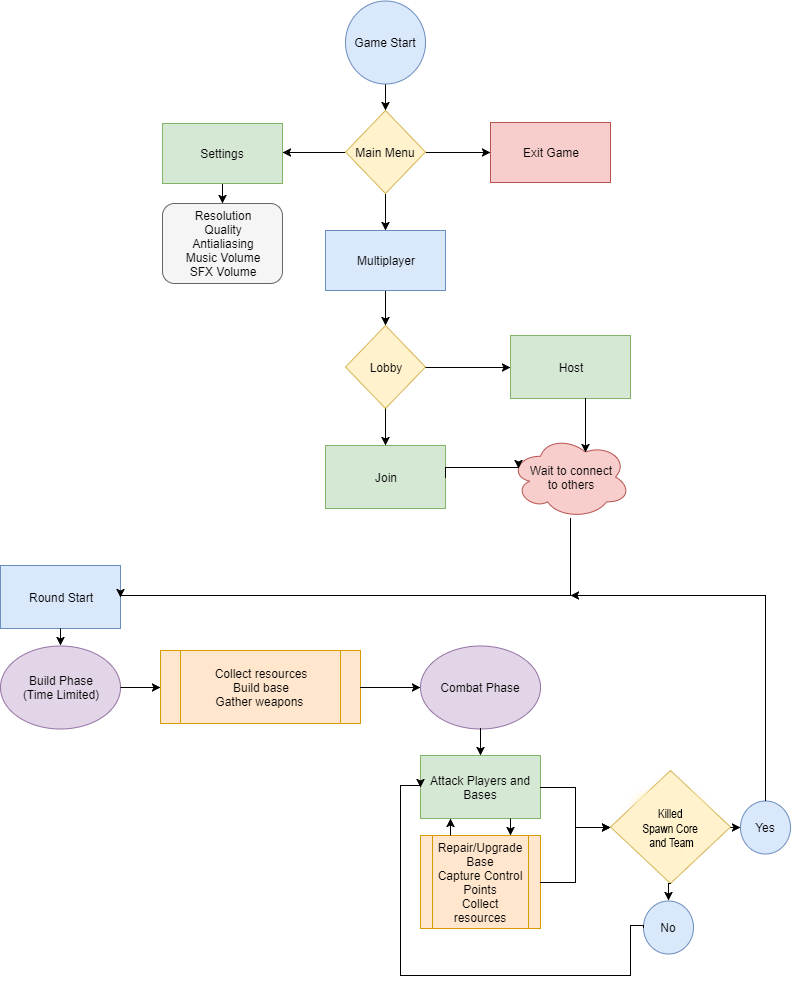 Game Start
Settings
Main Menu
Exit Game
Resolution
Quality
Antialiasing
Music Volume
SFX Volume
Multiplayer
Lobby
Host
Join
Wait to connect
to others
Round Start
Build Phase
(Time Limited)
Collect resources
Build base
Gather weapons
Combat Phase
Attack Players and
Bases
Repair/Upgrade
Base
Capture Control
Points
Collect
resources
Killed
Spawn Core
and Team
Yes
No